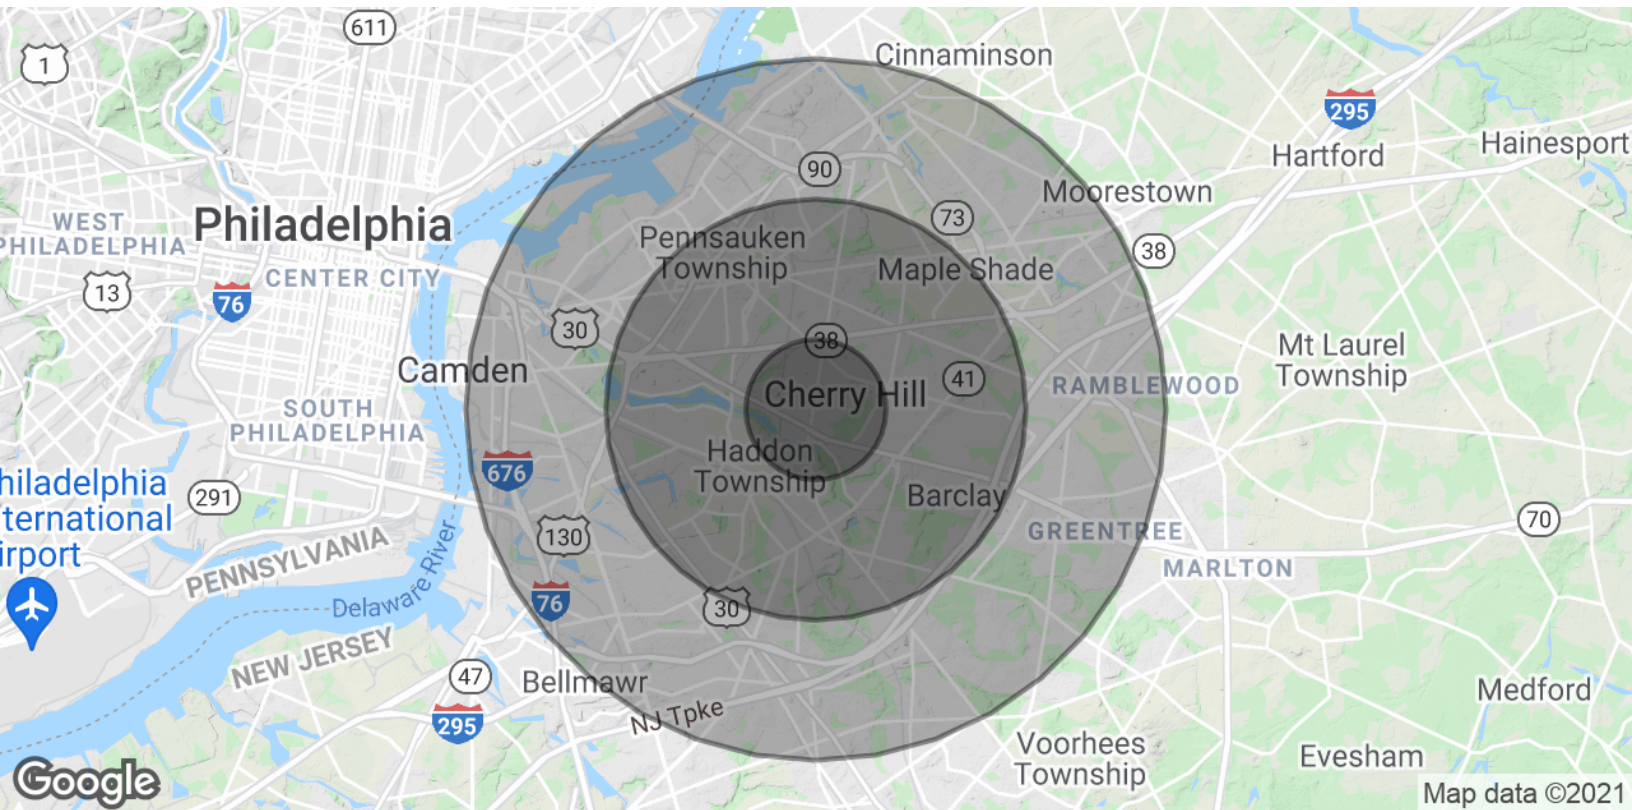 611
Cinnaminson
1
295
Hainesport
Hartford
90
Moorestown
WEST
PHILADELPHIA
Philadelphia
73
Pennsauken
Township
38
CENTER CITY
Maple Shade
13
76
30
38
Mt Laurel
Township
Camden
41
RAMBLEWOOD
Cherry Hill
SOUTH
PHILADELPHIA
Haddon
Township
676
hiladelphia
ternational
irport
291
Barclay
70
130
GREENTREE
PENNSYLVANIA
MARLTON
Delaware River
76
30
NEW JERSEY
47
Bellmawr
Medford
NJ Tpke
295
Voorhees
Township
Evesham
Google
Map data ©2021